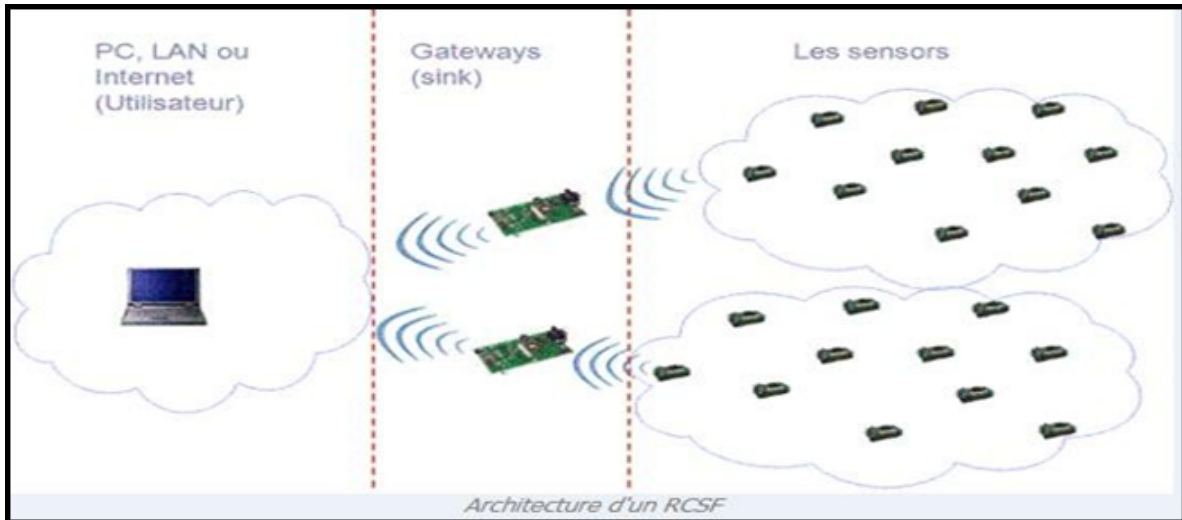 PC, LAN ou
Internet
(Utilisateur)
Gateways
(sink)
Les sensors
Architecture d'un RCSF